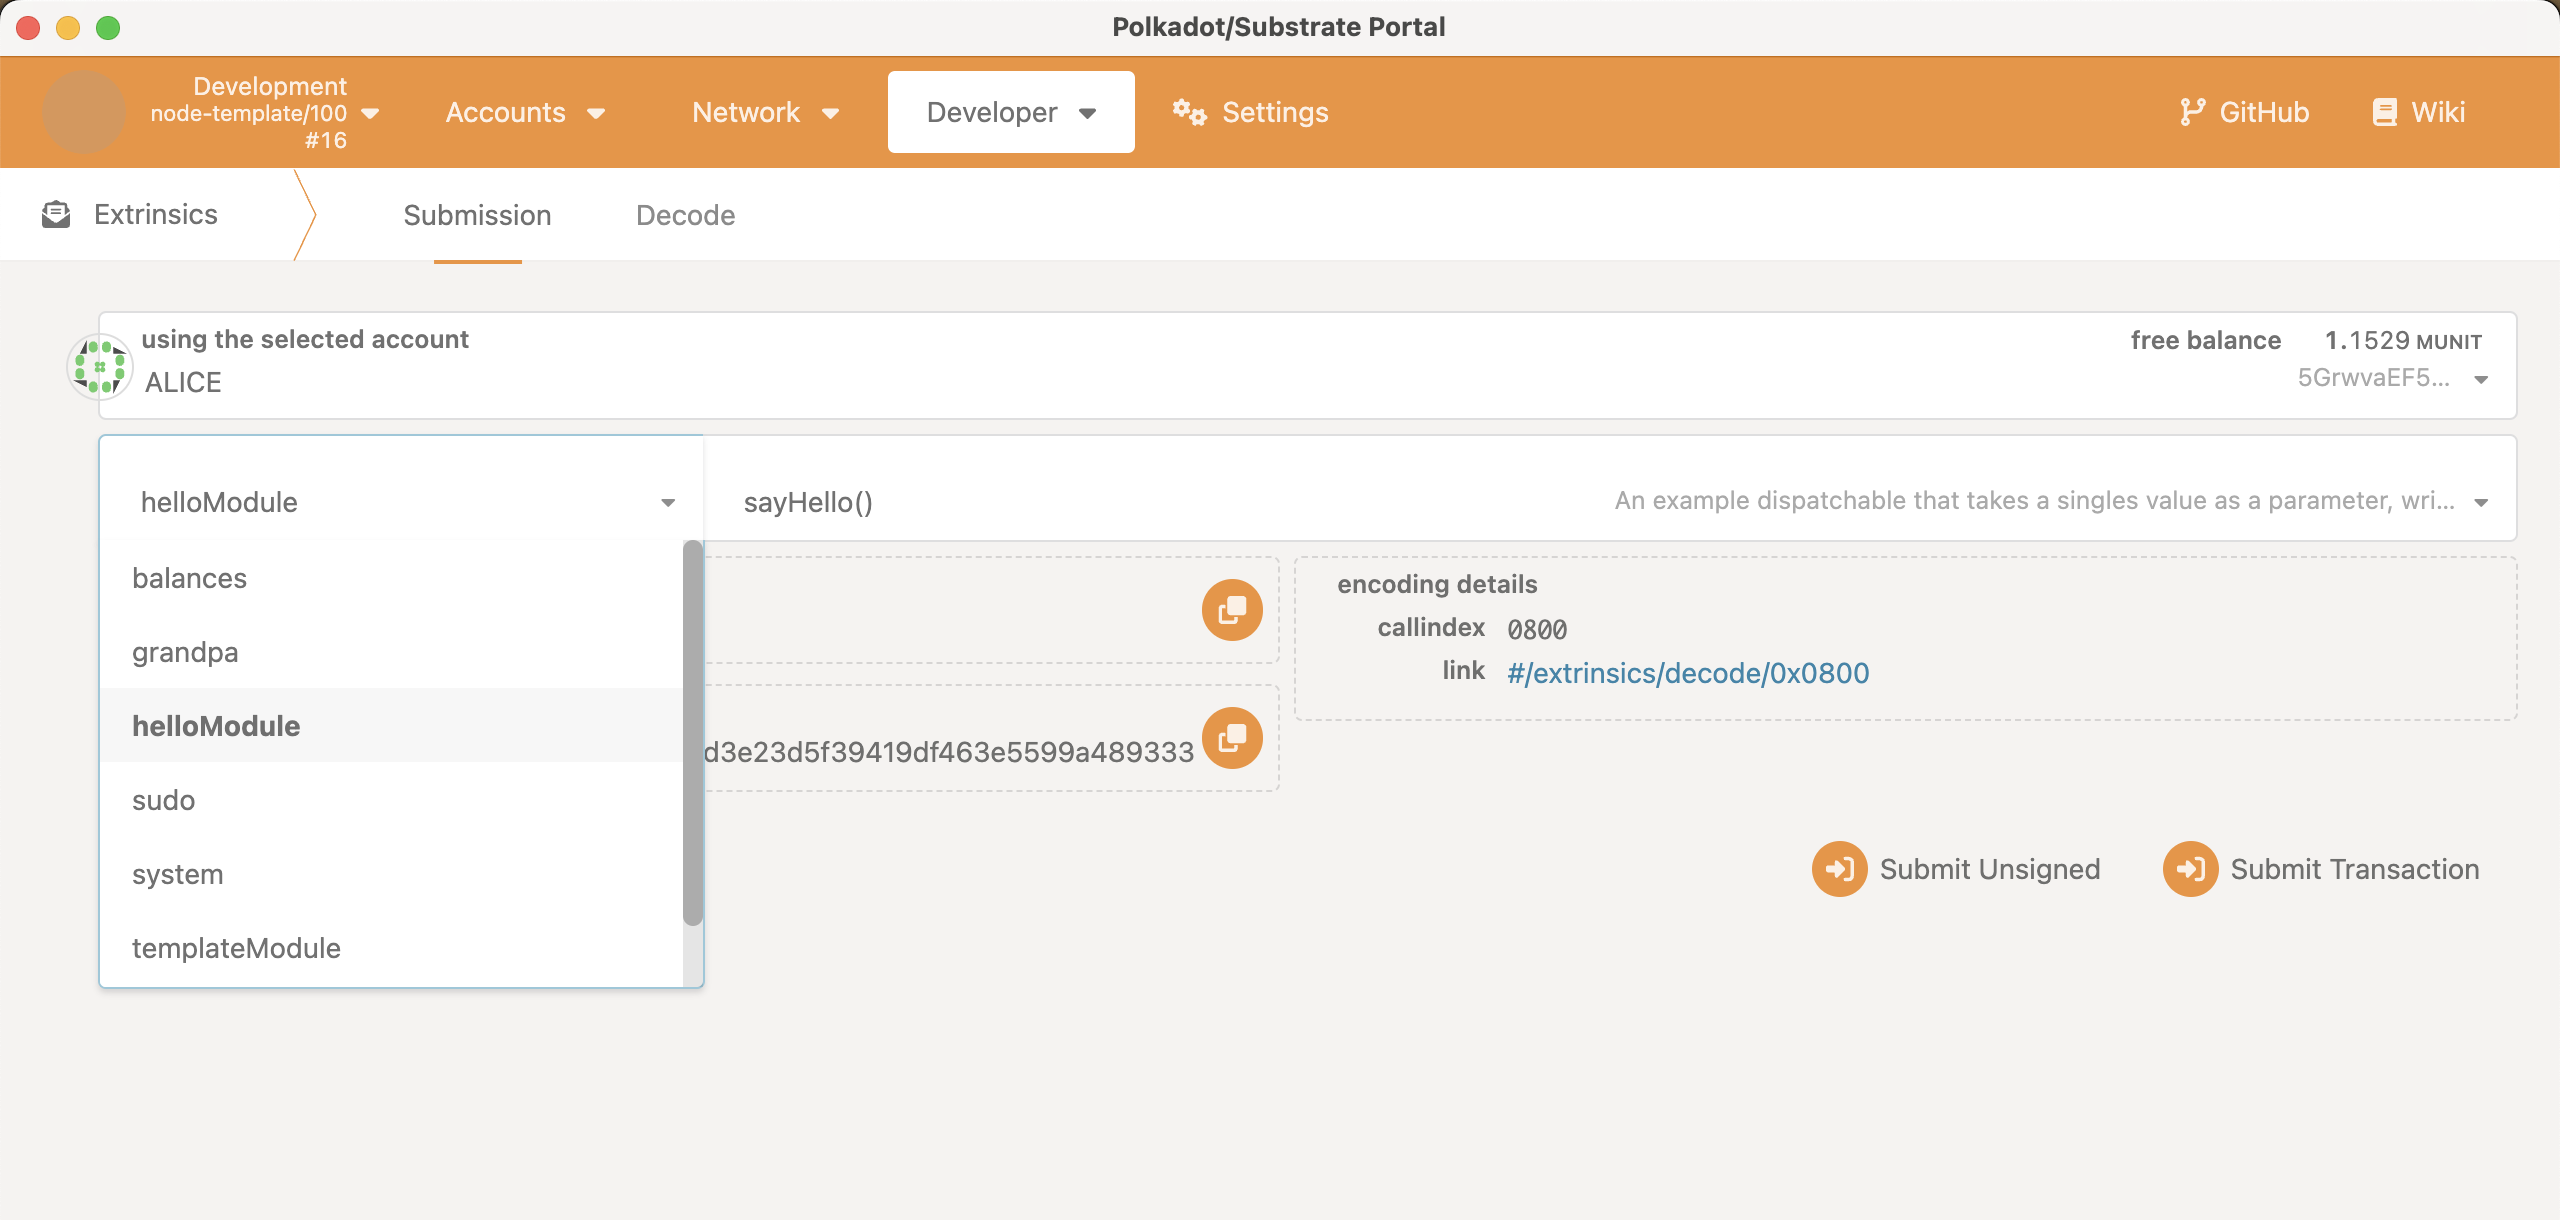 Polkadot/Substrate Portal
Development
node-template/100
#16
Accounts
Network
Developer
Settings
GitHub
Wiki
Extrinsics
Submission
Decode
using the selected account
ALICE
free balance 1.1529 MUNIT
5GrwvaEF5...
helloModule
sayHello()
An example dispatchable that takes a singles value as a parameter, wri...
balances
grandpa
helloModule
sudo
system
templateModule
d3e23d5f39419df463e5599a489333
encoding details
callindex 0800
link #/extrinsics/decode/0x0800
Submit Unsigned
Submit Transaction